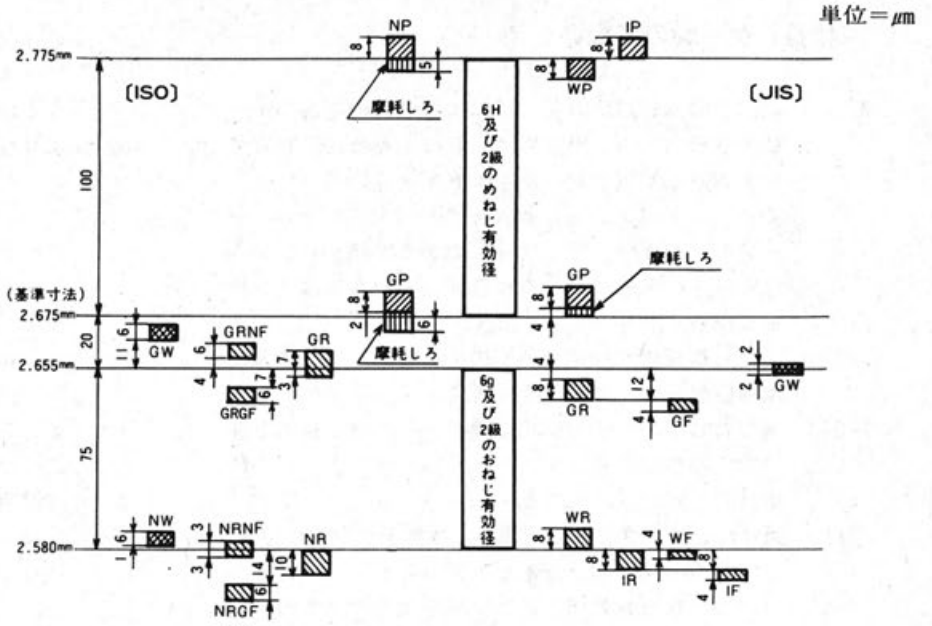 単位=μm
NP
IP
8
8
2.775mm
5
8
WP
〔ISO〕
〔JIS〕
摩耗しろ
6H及び2級のめねじ有効径
100
摩耗しろ
GP
GP
(基準寸法)
8
8
2.675mm
2
6
4
6
GW
GRNF
GR
摩耗しろ
20
11
6
7
4
2
2.655mm
4
7
3
8
12
2
GW
GRGF
6
GR
4
GF
6g及び2級のおねじ有効径
75
NW
NRNF
NR
WR
6
3
8
4
WF
2.580mm
1
3
14
10
8
8
6
IR
4
IF
NRGF